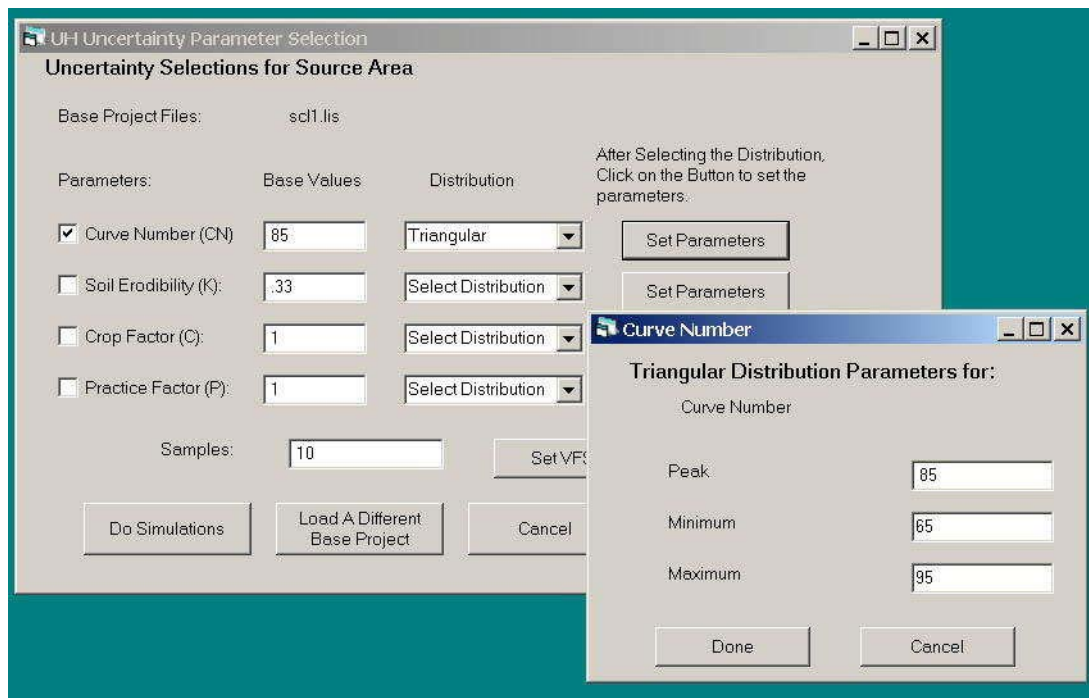 UH Uncertainty Parameter Selection
Uncertainty Selections for Source Area
Base Project Files: scl1.lis
After Selecting the Distribution,
Click on the Button to set the
parameters.
Parameters: Base Values Distribution
Curve Number (CN) 85 Triangular Set Parameters
Soil Erodibility (K): .33 Select Distribution Set Parameters
Crop Factor (C): 1 Select Distribution
Practice Factor (P): 1 Select Distribution
Samples: 10 Set VFS
Do Simulations Load A Different
Base Project Cancel
Curve Number
Triangular Distribution Parameters for:
Curve Number
Peak 85
Minimum 65
Maximum 95
Done Cancel